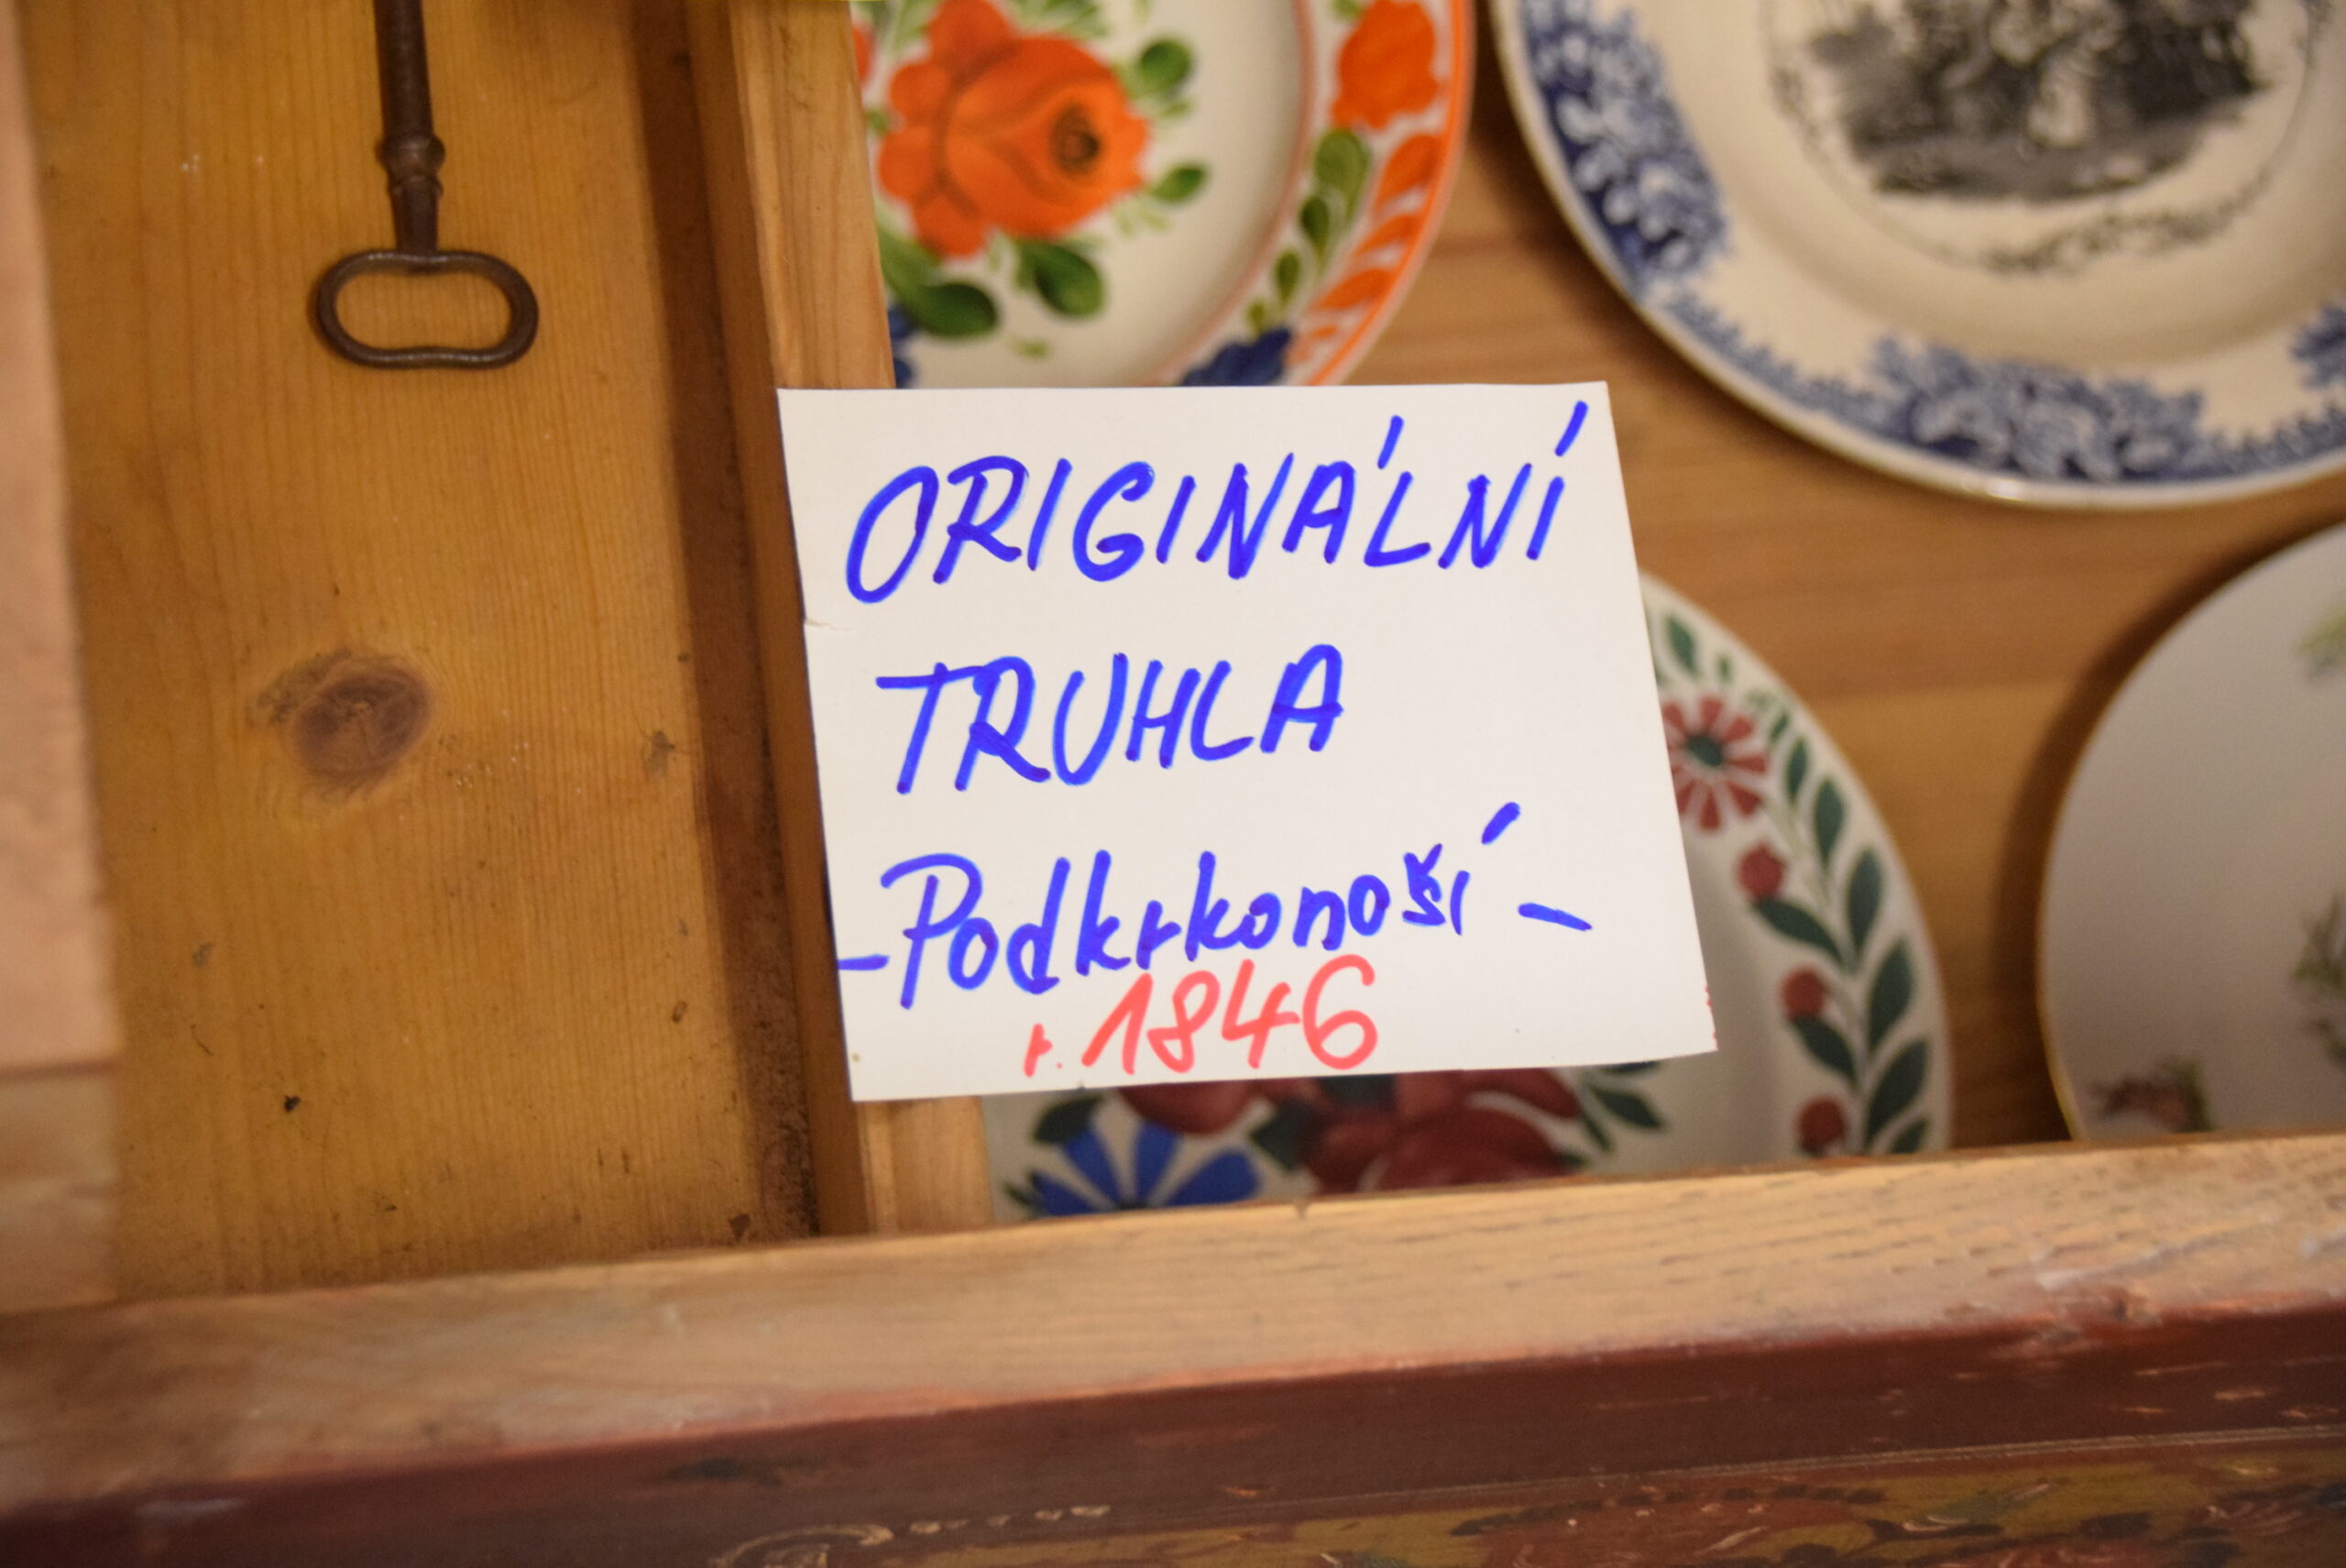 ORIGINÁLNÍ
TRUHLA
-Podkrkonoší-
r. 1846